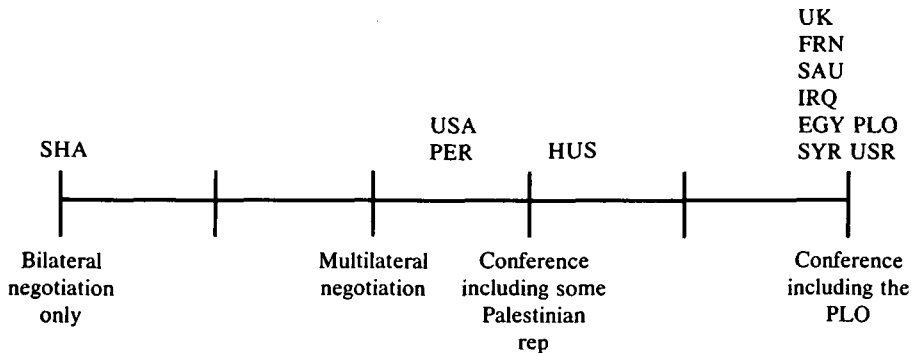 UK
FRN
SAU
IRQ
USA
EGY PLO
SHA
PER
HUS
SYR USR
Bilateral
negotiation
only
Multilateral
negotiation
Conference
including some
Palestinian
rep
Conference
including the
PLO